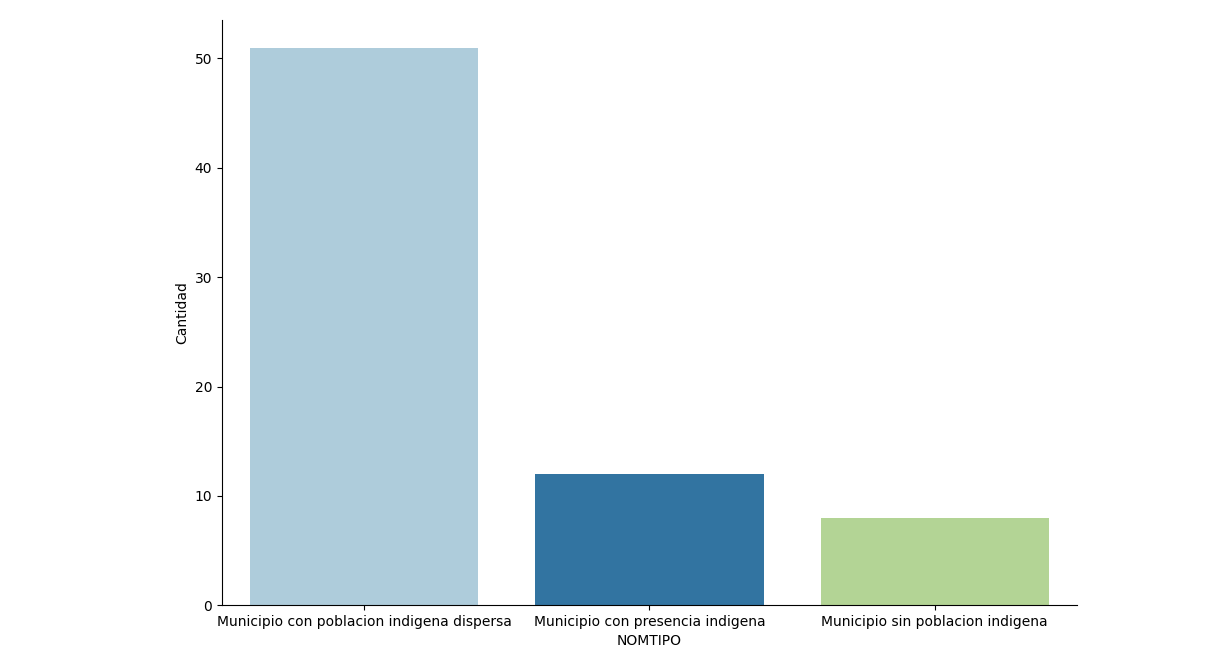 50
40
30
20
10
0
Cantidad
Municipio con poblacion indigena dispersa
Municipio con presencia indigena
Municipio sin poblacion indigena
NOMTIPO